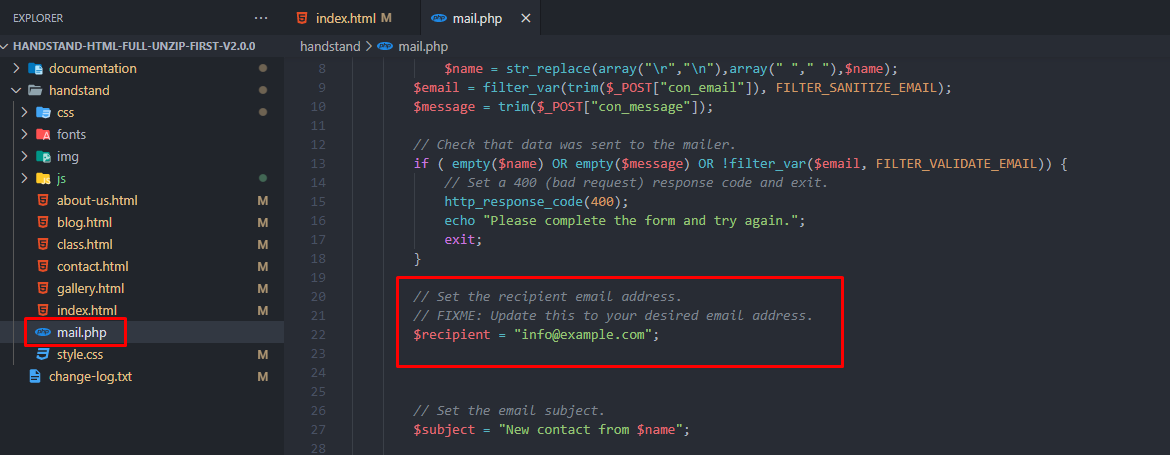 EXPLORER
···
HANDSTAND-HTML-FULL-UNZIP-FIRST-V2.0.0
documentation
handstand
css
fonts
img
js
about-us.html M
blog.html M
class.html M
contact.html M
gallery.html M
index.html M
mail.php
style.css M
change-log.txt M
index.html M
mail.php ×
handstand > mail.php
8 $name = str_replace(array("\r","\n"),array(" "," "),$name);
9 $email = filter_var(trim($_POST["con_email"]), FILTER_SANITIZE_EMAIL);
10 $message = trim($_POST["con_message"]);
11
12 // Check that data was sent to the mailer.
13 if ( empty($name) OR empty($message) OR !filter_var($email, FILTER_VALIDATE_EMAIL)) {
14 // Set a 400 (bad request) response code and exit.
15 http_response_code(400);
16 echo "Please complete the form and try again.";
17 exit;
18 }
19
20 // Set the recipient email address.
21 // FIXME: Update this to your desired email address.
22 $recipient = "info@example.com";
23
24
25
26 // Set the email subject.
27 $subject = "New contact from $name";
28